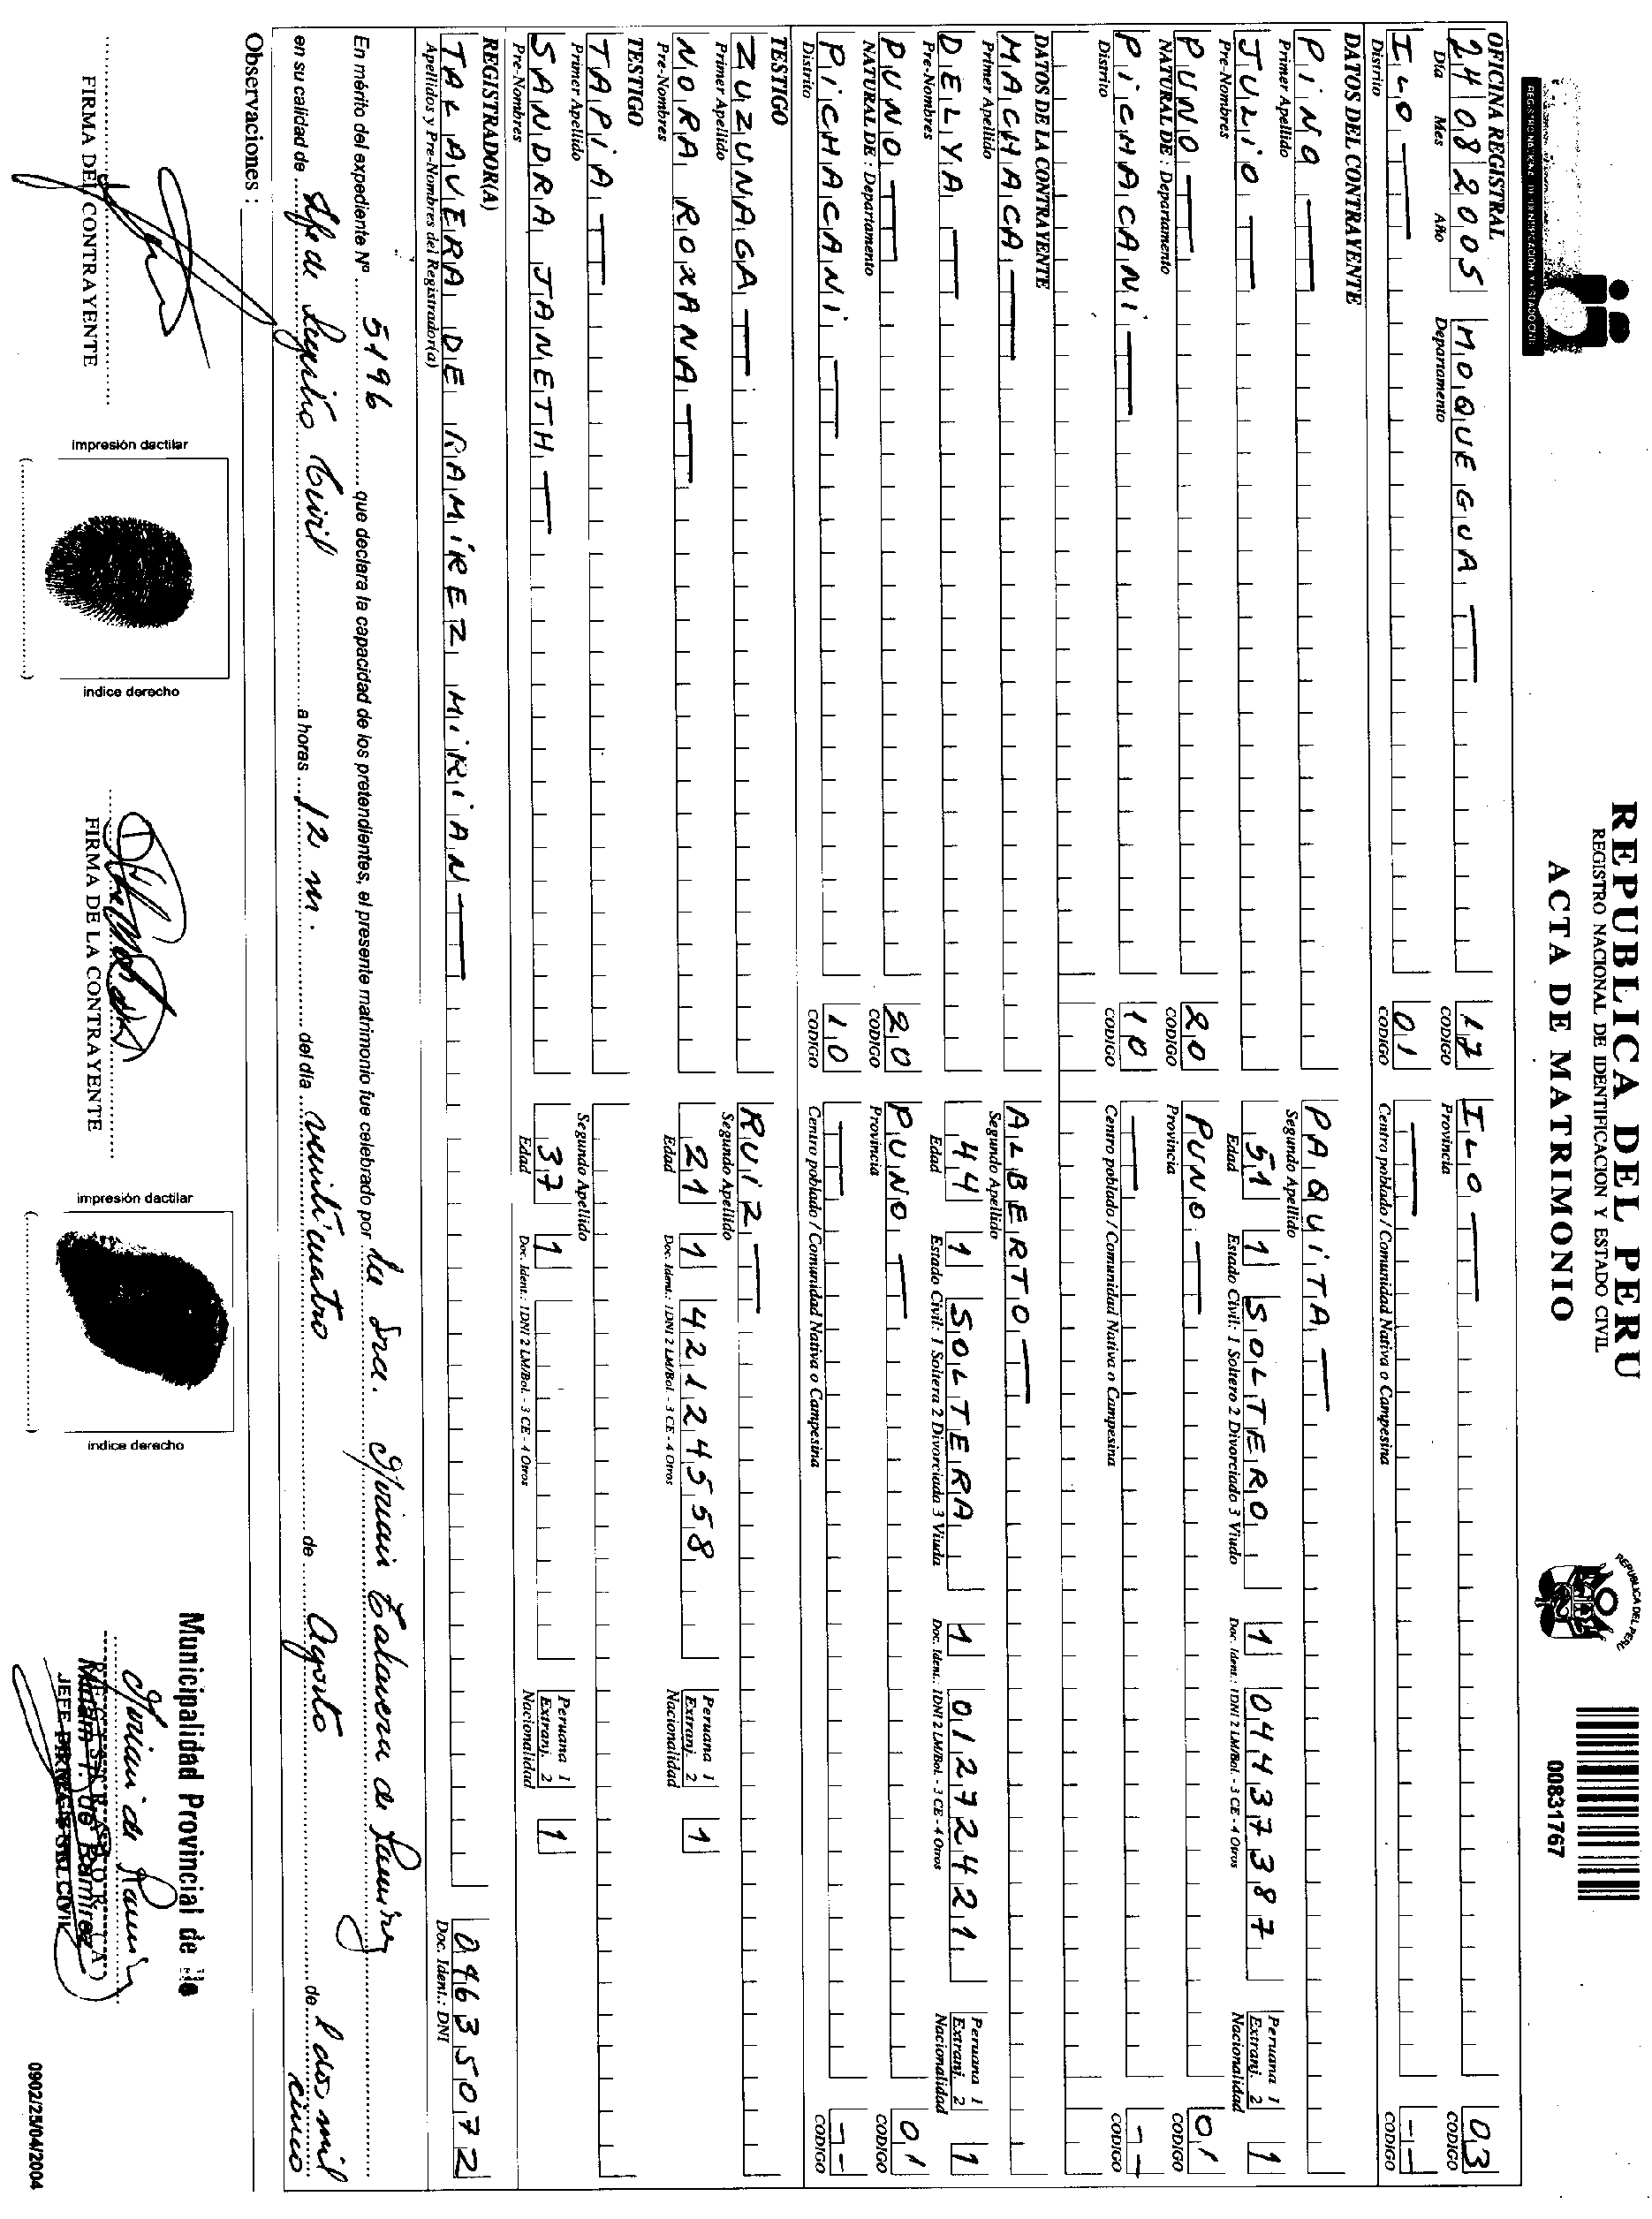 REPUBLICA DEL PERU
REGISTRO NACIONAL DE IDENTIFICACION Y ESTADO CIVIL
ACTA DE MATRIMONIO
REGISTRO NACIONAL DE IDENTIFICACION Y ESTADO CIVIL
REPUBLICA DEL PERU
00831767
OFICINA REGISTRAL
24 08 2005 MOQUEGUA 17 ILO 03
Día Mes Año Departamento CODIGO Provincia CODIGO
ILO 01 --
Distrito CODIGO Centro poblado / Comunidad Nativa o Campesina CODIGO
DATOS DEL CONTRAYENTE
PINO PAQUITA
Primer Apellido Segundo Apellido
JULIO 51 1 SOLTERO 1 04437387 Peruana 1 Extranj. 2 1
Pre-Nombres Edad Estado Civil: 1 Soltero 2 Divorciado 3 Viudo Doc. Ident.: 1DNI 2 LM/Bol. - 3 CE - 4 Otros Nacionalidad
PUNO 20 PUNO 01
NATURAL DE : Departamento CODIGO Provincia CODIGO
PICHACANI 10 --
Distrito CODIGO Centro poblado / Comunidad Nativa o Campesina CODIGO
DATOS DE LA CONTRAYENTE
MACHACA ALBERTO
Primer Apellido Segundo Apellido
DELYA 44 1 SOLTERA 1 01272421 Peruana 1 Extranj. 2 1
Pre-Nombres Edad Estado Civil: 1 Soltera 2 Divorciada 3 Viuda Doc. Ident.: 1DNI 2 LM/Bol. - 3 CE - 4 Otros Nacionalidad
PUNO 20 PUNO 01
NATURAL DE : Departamento CODIGO Provincia CODIGO
PICHACANI 10 --
Distrito CODIGO Centro poblado / Comunidad Nativa o Campesina CODIGO
TESTIGO
ZUZUNAGA RUIZ
Primer Apellido Segundo Apellido
NORA ROXANA 21 1 42124558 Peruana 1 Extranj. 2 1
Pre-Nombres Edad Doc. Ident.: 1DNI 2 LM/Bol. - 3 CE - 4 Otros Nacionalidad
TESTIGO
TAPIA
Primer Apellido Segundo Apellido
SANDRA JANETH 37 1 Peruana 1 Extranj. 2 1
Pre-Nombres Edad Doc. Ident.: 1DNI 2 LM/Bol. - 3 CE - 4 Otros Nacionalidad
REGISTRADOR(A)
TALAVERA DE RAMIREZ MIRIAN 04635072
Apellidos y Pre-Nombres del Registrador(a) Doc. Ident.: DNI
En mérito del expediente Nº 5196 que declara la capacidad de los pretendientes, el presente matrimonio fue celebrado por La Sra. Mirian Talavera de Ramirez
en su calidad de Jefe de Registro Civil a horas 12 m. del día veinticuatro de Agosto de l dos mil cinco
Observaciones :
FIRMA DEL CONTRAYENTE
impresión dactilar
indice derecho
FIRMA DE LA CONTRAYENTE
impresión dactilar
indice derecho
Municipalidad Provincial de Ilo
Mirian de Ramirez
Miriam T. de Ramirez
0902/25/04/2004